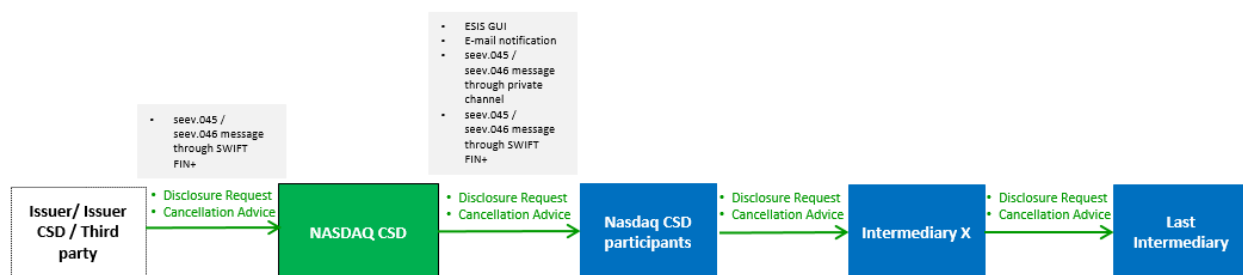 • seev.045 /
seev.046 message
through SWIFT
FIN+
• ESIS GUI
• E-mail notification
• seev.045 /
seev.046 message
through private
channel
• seev.045 /
seev.046 message
through SWIFT
FIN+
Issuer/ Issuer
CSD / Third
party
• Disclosure Request
• Cancellation Advice
NASDAQ CSD
• Disclosure Request
• Cancellation Advice
Nasdaq CSD
participants
• Disclosure Request
• Cancellation Advice
Intermediary X
• Disclosure Request
• Cancellation Advice
Last
Intermediary